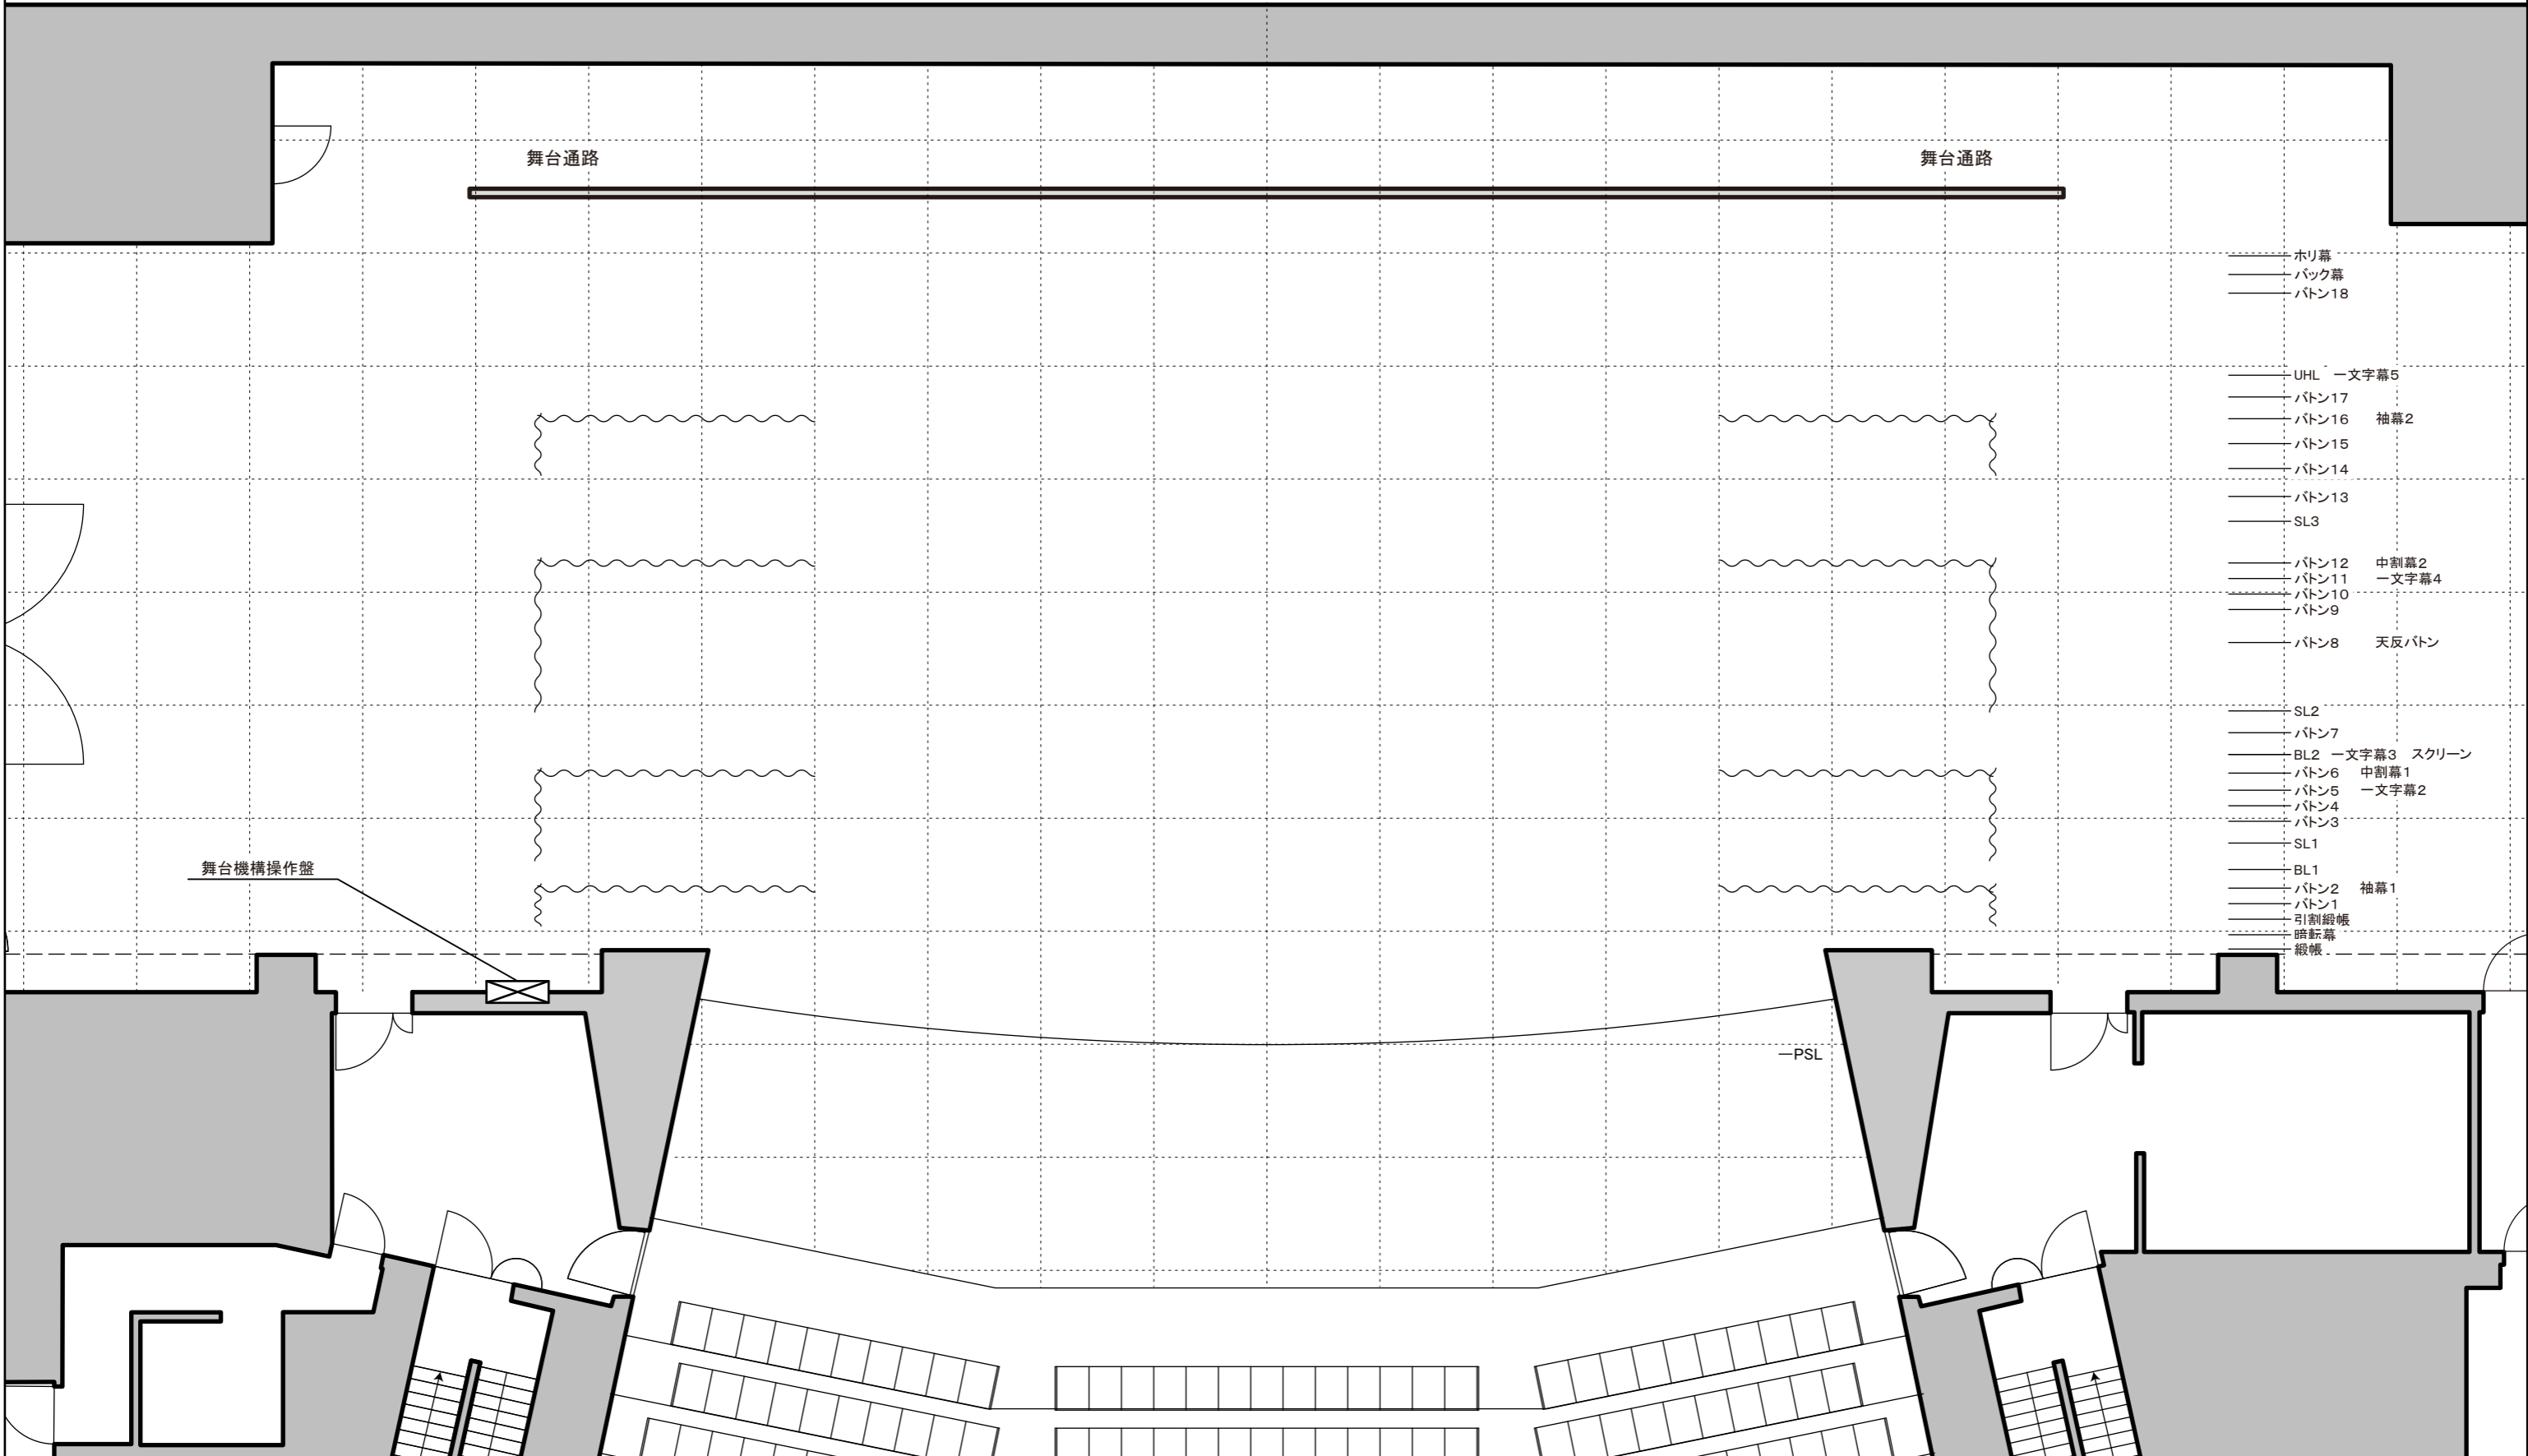 舞台通路
舞台通路
ホリ幕
バック幕
バトン18
UHL 一文字幕5
バトン17
バトン16 袖幕2
バトン15
バトン14
バトン13
SL3
バトン12 中割幕2
バトン11 一文字幕4
バトン10
バトン9
バトン8 天反バトン
SL2
バトン7
BL2 一文字幕3 スクリーン
バトン6 中割幕1
バトン5 一文字幕2
バトン4
バトン3
SL1
舞台機構操作盤
BL1
バトン2 袖幕1
バトン1
引割緞帳
暗転幕
緞帳
PSL